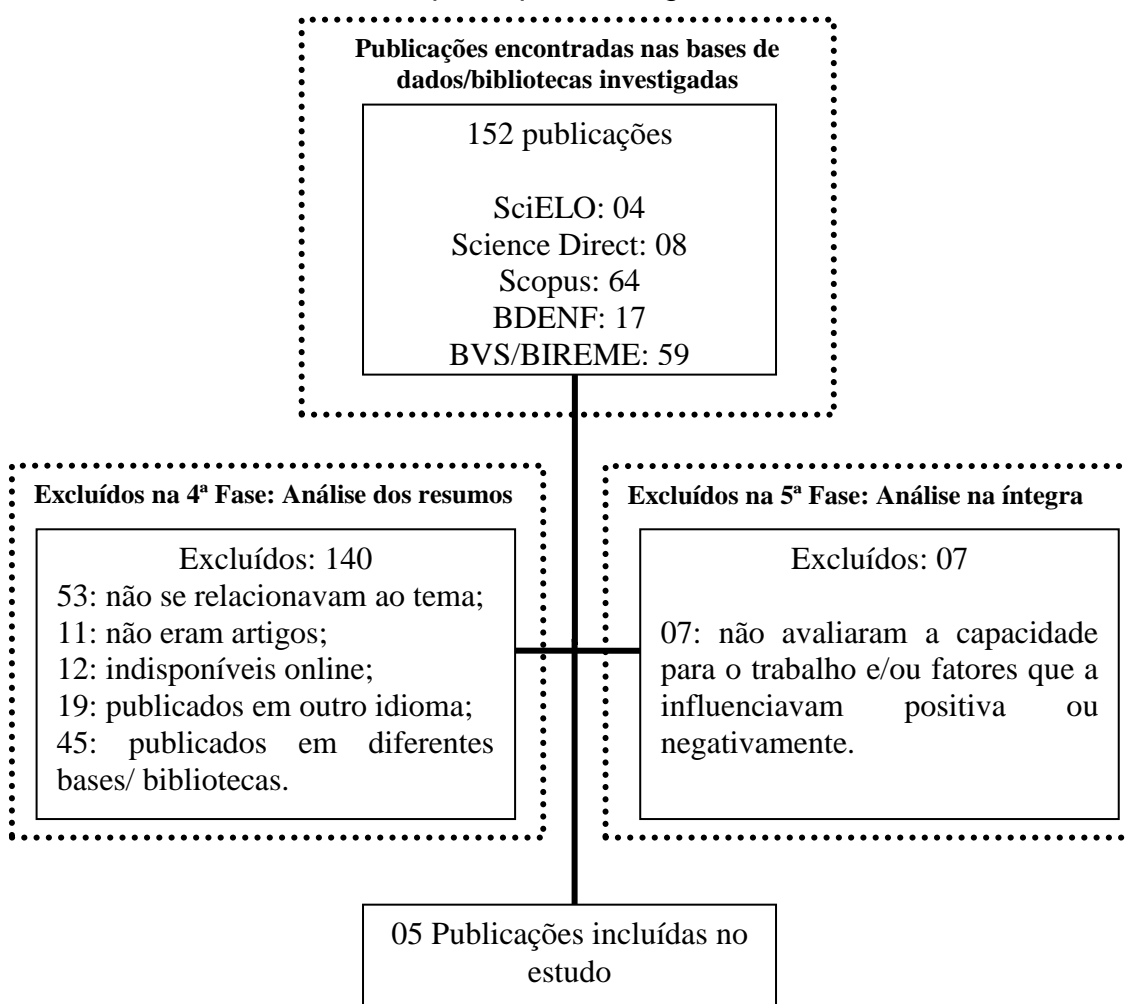 Publicações encontradas nas bases de
dados/bibliotecas investigadas
152 publicações
SciELO: 04
Science Direct: 08
Scopus: 64
BDENF: 17
BVS/BIREME: 59
Excluídos na 4ª Fase: Análise dos resumos
Excluídos: 140
53: não se relacionavam ao tema;
11: não eram artigos;
12: indisponíveis online;
19: publicados em outro idioma;
45: publicados em diferentes
bases/ bibliotecas.
Excluídos na 5ª Fase: Análise na íntegra
Excluídos: 07
07: não avaliaram a capacidade
para o trabalho e/ou fatores que a
influenciavam positiva ou
negativamente.
05 Publicações incluídas no
estudo